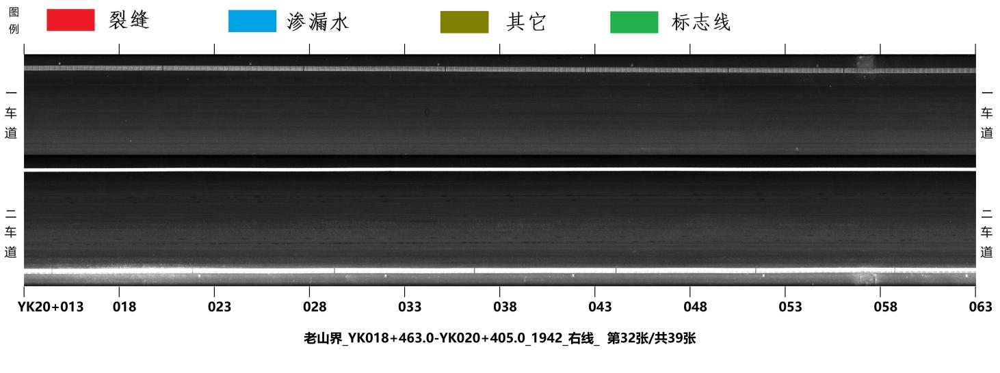 图例 裂缝 渗漏水 其它 标志线
一车道 一车道
二车道 二车道
YK20+013 018 023 028 033 038 043 048 053 058 063
老山界_YK018+463.0-YK020+405.0_1942_右线_ 第32张/共39张